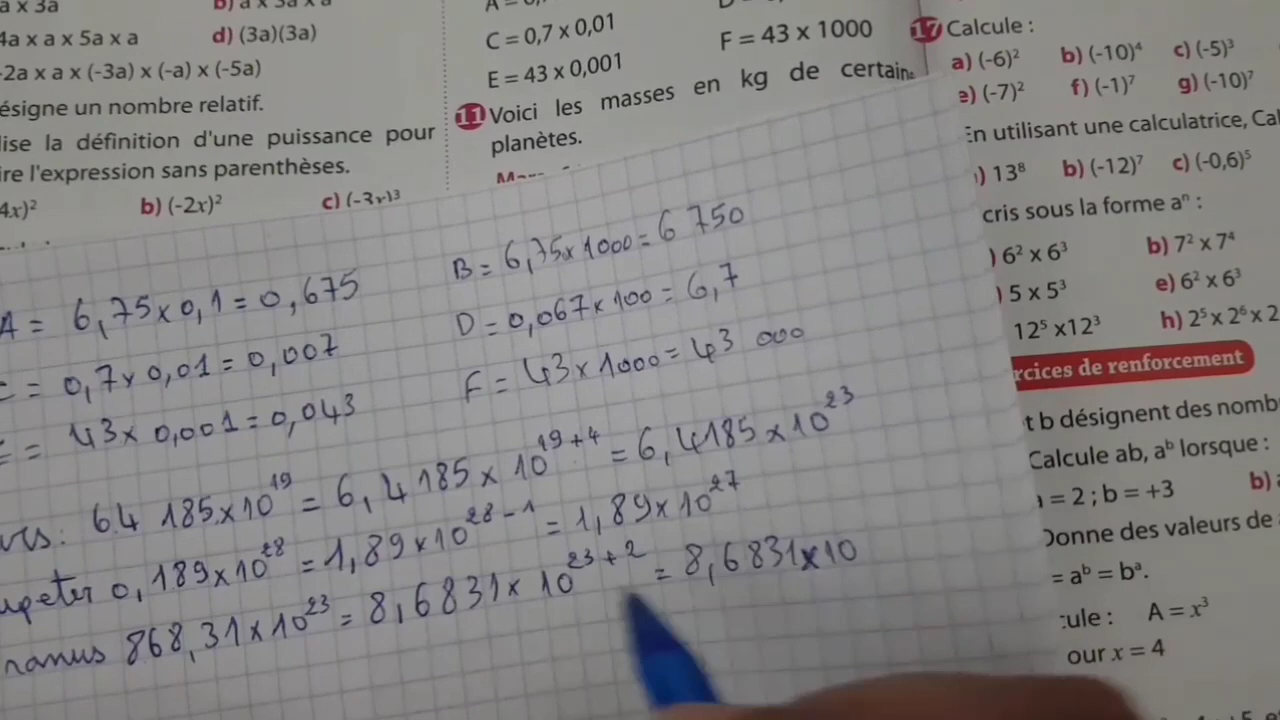 a x 3a
4a x a x 5a x a
d) (3a)(3a)
-2a x a x (-3a) x (-a) x (-5a)
ésigne un nombre relatif.
lise la définition d'une puissance pour
ire l'expression sans parenthèses.
4x)²
b) (-2x)²
c) (-3x)³
C = 0,7 x 0,01
F = 43 x 1000
E = 43 x 0,001
11 Voici les masses en kg de certain
planètes.
17 Calcule :
a) (-6)²
b) (-10)⁴
c) (-5)³
e) (-7)²
f) (-1)⁷
g) (-10)⁷
En utilisant une calculatrice, Cal
) 13⁸
b) (-12)⁷
c) (-0,6)⁵
cris sous la forme aⁿ :
) 6² x 6³
b) 7² x 7⁴
) 5 x 5³
e) 6² x 6³
12⁵ x12³
h) 2⁵x 2⁶ x 2
rcices de renforcement
t b désignent des nomb
Calcule ab, aᵇ lorsque :
= 2 ; b = +3
b)
Donne des valeurs de
= aᵇ = bᵃ.
cule : A = x³
our x = 4
A = 6,75 x 0,1 = 0,675
B = 6,75 x 1000 = 6 750
C = 0,7 x 0,01 = 0,007
D = 0,067 x 100 = 6,7
E = 43 x 0,001 = 0,043
F = 43 x 1000 = 43 000
64 185 x 10¹⁹ = 6,4185 x 10¹⁹⁺⁴ = 6,4185 x 10²³
upeter 0,189 x 10²⁸ = 1,89 x 10²⁸⁻¹ = 1,89 x 10²⁷
ranus 868,31 x 10²³ = 8,6831 x 10²³⁺² = 8,6831 x 10